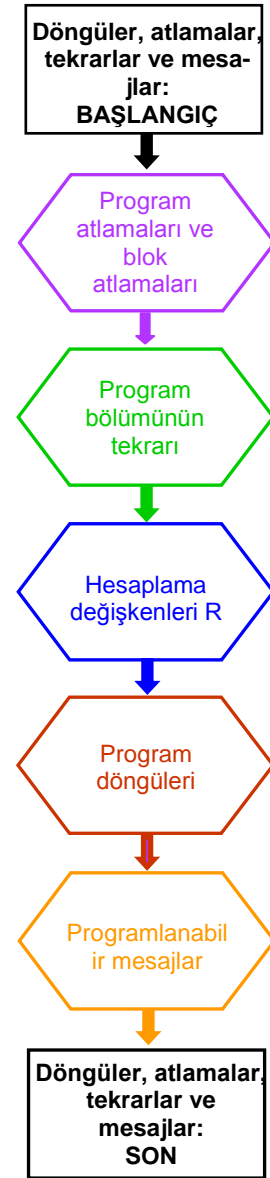 Döngüler, atlamalar,
tekrarlar ve mesa-
jlar:
BAŞLANGIÇ
Program
atlamaları ve
blok
atlamaları
Program
bölümünün
tekrarı
Hesaplama
değişkenleri R
Program
döngüleri
Programlanabil
ir mesajlar
Döngüler, atlamalar,
tekrarlar ve
mesajlar:
SON